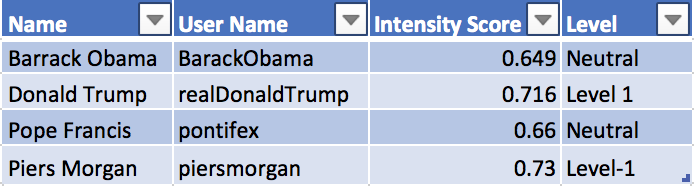 Name User Name Intensity Score Level
Barrack Obama BarackObama 0.649 Neutral
Donald Trump realDonaldTrump 0.716 Level 1
Pope Francis pontifex 0.66 Neutral
Piers Morgan piersmorgan 0.73 Level-1